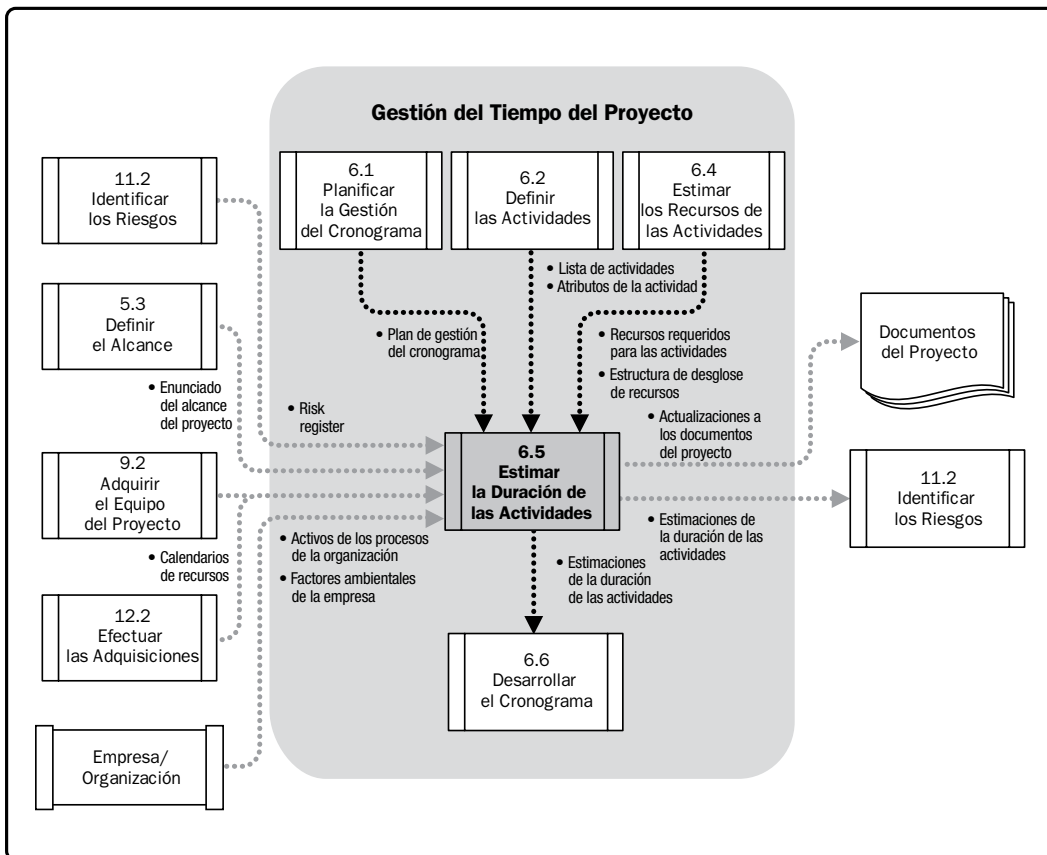 Gestión del Tiempo del Proyecto
11.2
Identificar
los Riesgos
5.3
Definir
el Alcance
• Enunciado
del alcance
del proyecto
9.2
Adquirir
el Equipo
del Proyecto
• Calendarios
de recursos
12.2
Efectuar
las Adquisiciones
Empresa/
Organización
6.1
Planificar
la Gestión
del Cronograma
6.2
Definir
las Actividades
6.4
Estimar
los Recursos de
las Actividades
• Lista de actividades
• Atributos de la actividad
• Plan de gestión
del cronograma
• Recursos requeridos
para las actividades
• Estructura de desglose
de recursos
• Risk
register
• Actualizaciones a
los documentos
del proyecto
6.5
Estimar
la Duración de
las Actividades
• Activos de los procesos
de la organización
• Factores ambientales
de la empresa
• Estimaciones
de la duración
de las actividades
• Estimaciones de
la duración de las
actividades
6.6
Desarrollar
el Cronograma
Documentos
del Proyecto
11.2
Identificar
los Riesgos